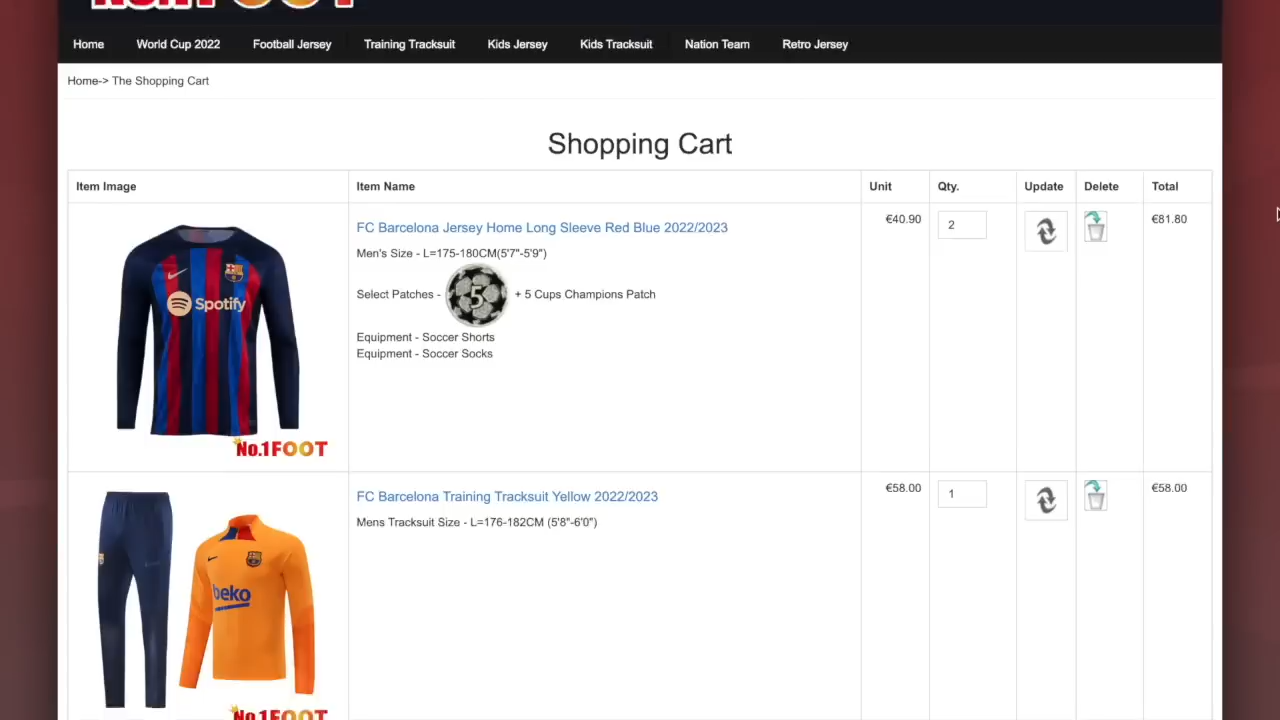 Home World Cup 2022 Football Jersey Training Tracksuit Kids Jersey Kids Tracksuit Nation Team Retro Jersey
Home-> The Shopping Cart
Shopping Cart
Item Image Item Name Unit Qty. Update Delete Total
FC Barcelona Jersey Home Long Sleeve Red Blue 2022/2023 €40.90 2 €81.80
Men's Size - L=175-180CM(5'7"-5'9")
Select Patches - 5 + 5 Cups Champions Patch
Equipment - Soccer Shorts
Equipment - Soccer Socks
Spotify
No.1FOOT
FC Barcelona Training Tracksuit Yellow 2022/2023 €58.00 1 €58.00
Mens Tracksuit Size - L=176-182CM (5'8"-6'0")
beko
No.1FOOT